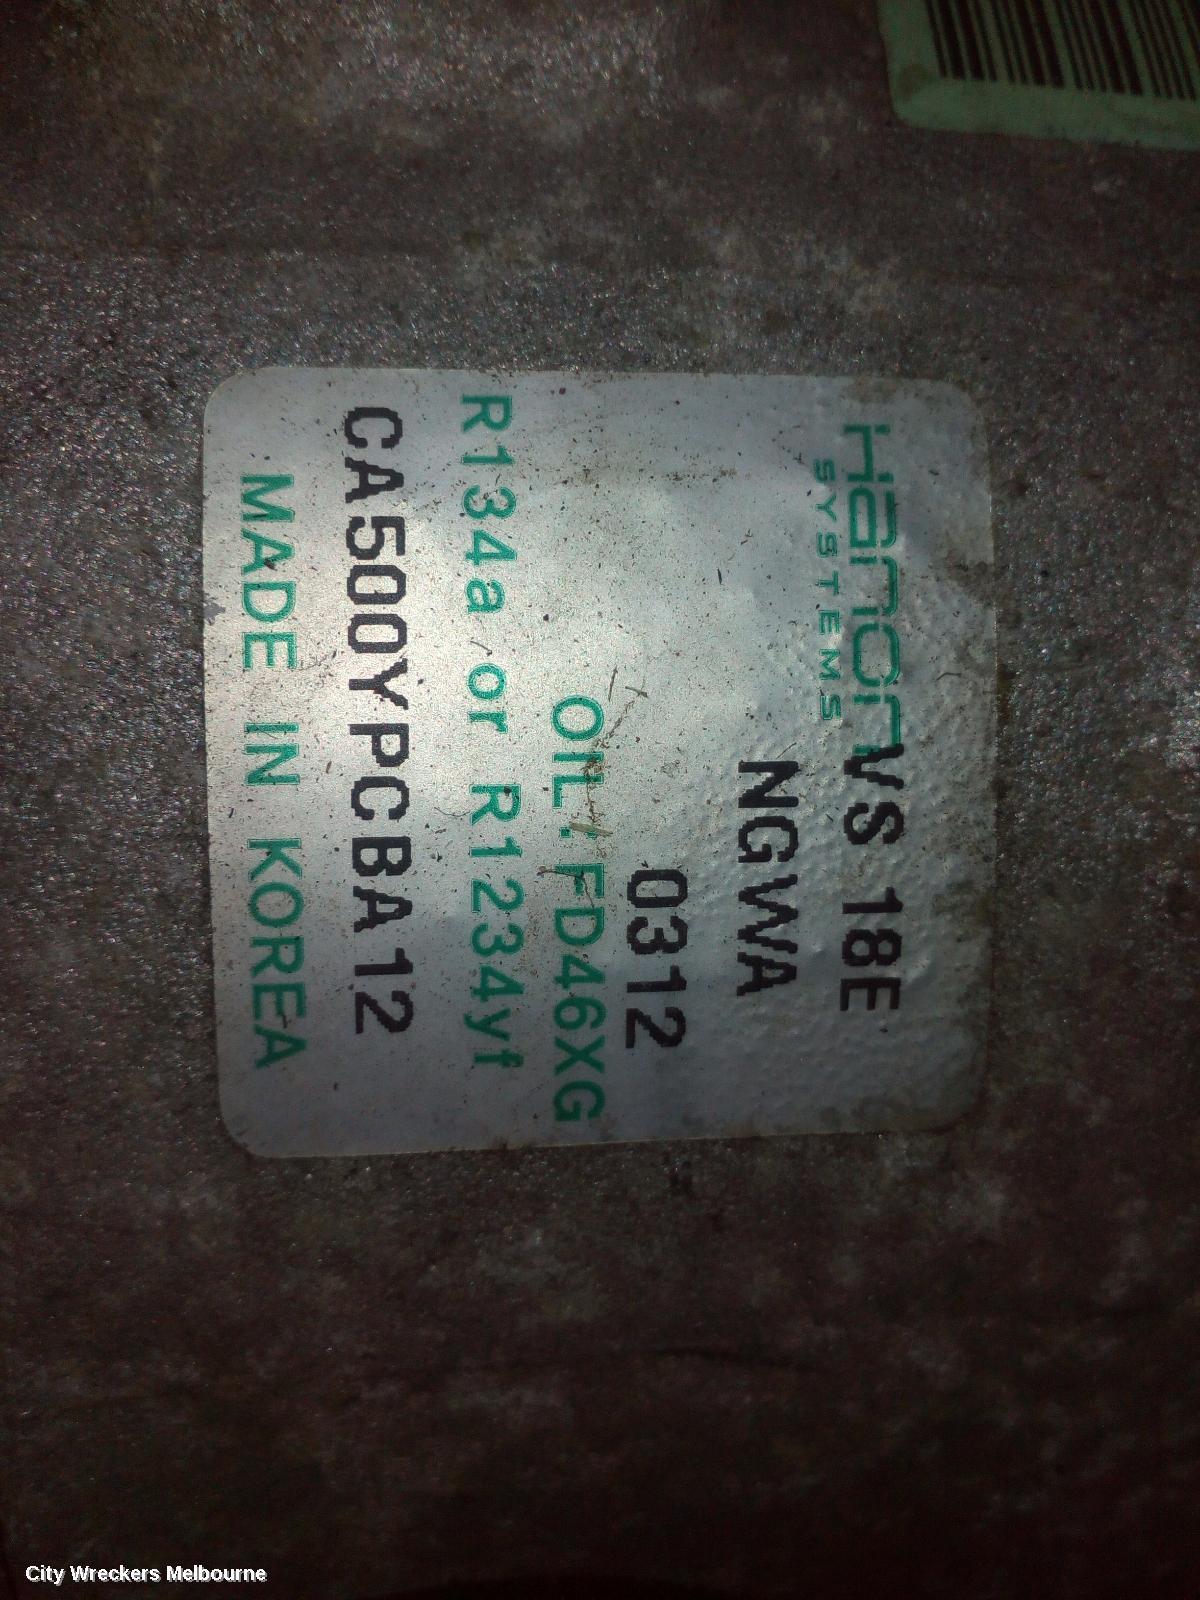 Hanon VS 18E
SYSTEMS
NGWA
0312
OIL: FD46XG
R134a or R1234yf
CA500YPCBA12
MADE IN KOREA
City Wreckers Melbourne